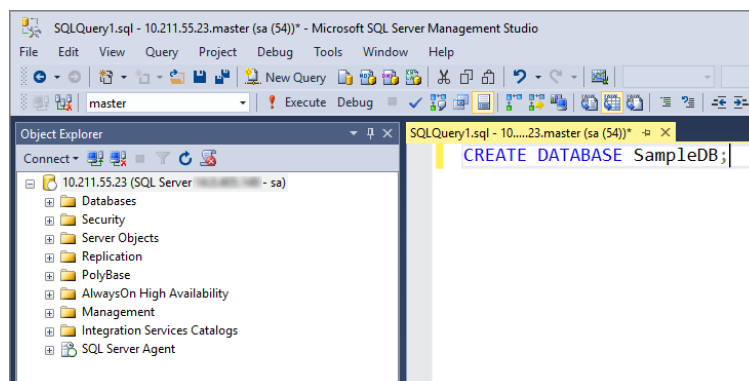 SQLQuery1.sql - 10.211.55.23.master (sa (54))* - Microsoft SQL Server Management Studio
File Edit View Query Project Debug Tools Window Help
New Query
master Execute Debug
Object Explorer
SQLQuery1.sql - 10.....23.master (sa (54))*
Connect
CREATE DATABASE SampleDB;
10.211.55.23 (SQL Server - sa)
Databases
Security
Server Objects
Replication
PolyBase
AlwaysOn High Availability
Management
Integration Services Catalogs
SQL Server Agent